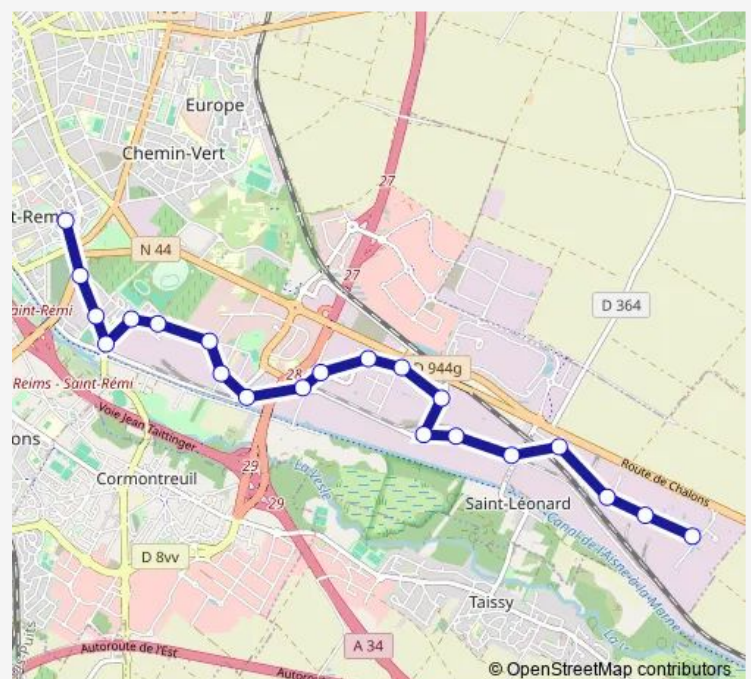 Europe
Chemin-Vert
27
t-Remi
N 44
27
D 364
aint-Remi
28
D 944g
Reims - Saint-Rémi
ons
Voie Jean Taittinger
29
La Vesle
Route de Chalons
Cormontreuil
29
Saint-Léonard
Canal de l'Aisne à la Marne
D 8vv
Taissy
La
A 34
Autoroute de l'Est
Autoroute
© OpenStreetMap contributors